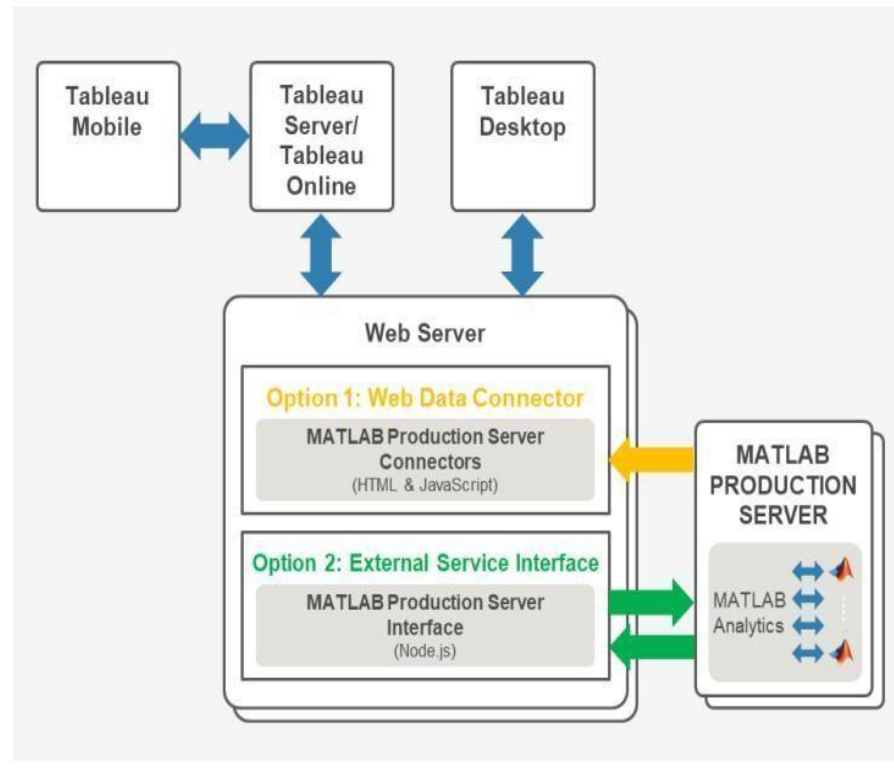 Tableau
Mobile
Tableau
Server/
Tableau
Online
Tableau
Desktop
Web Server
Option 1: Web Data Connector
MATLAB Production Server
Connectors
(HTML & JavaScript)
Option 2: External Service Interface
MATLAB Production Server
Interface
(Node.js)
MATLAB
PRODUCTION
SERVER
MATLAB
Analytics